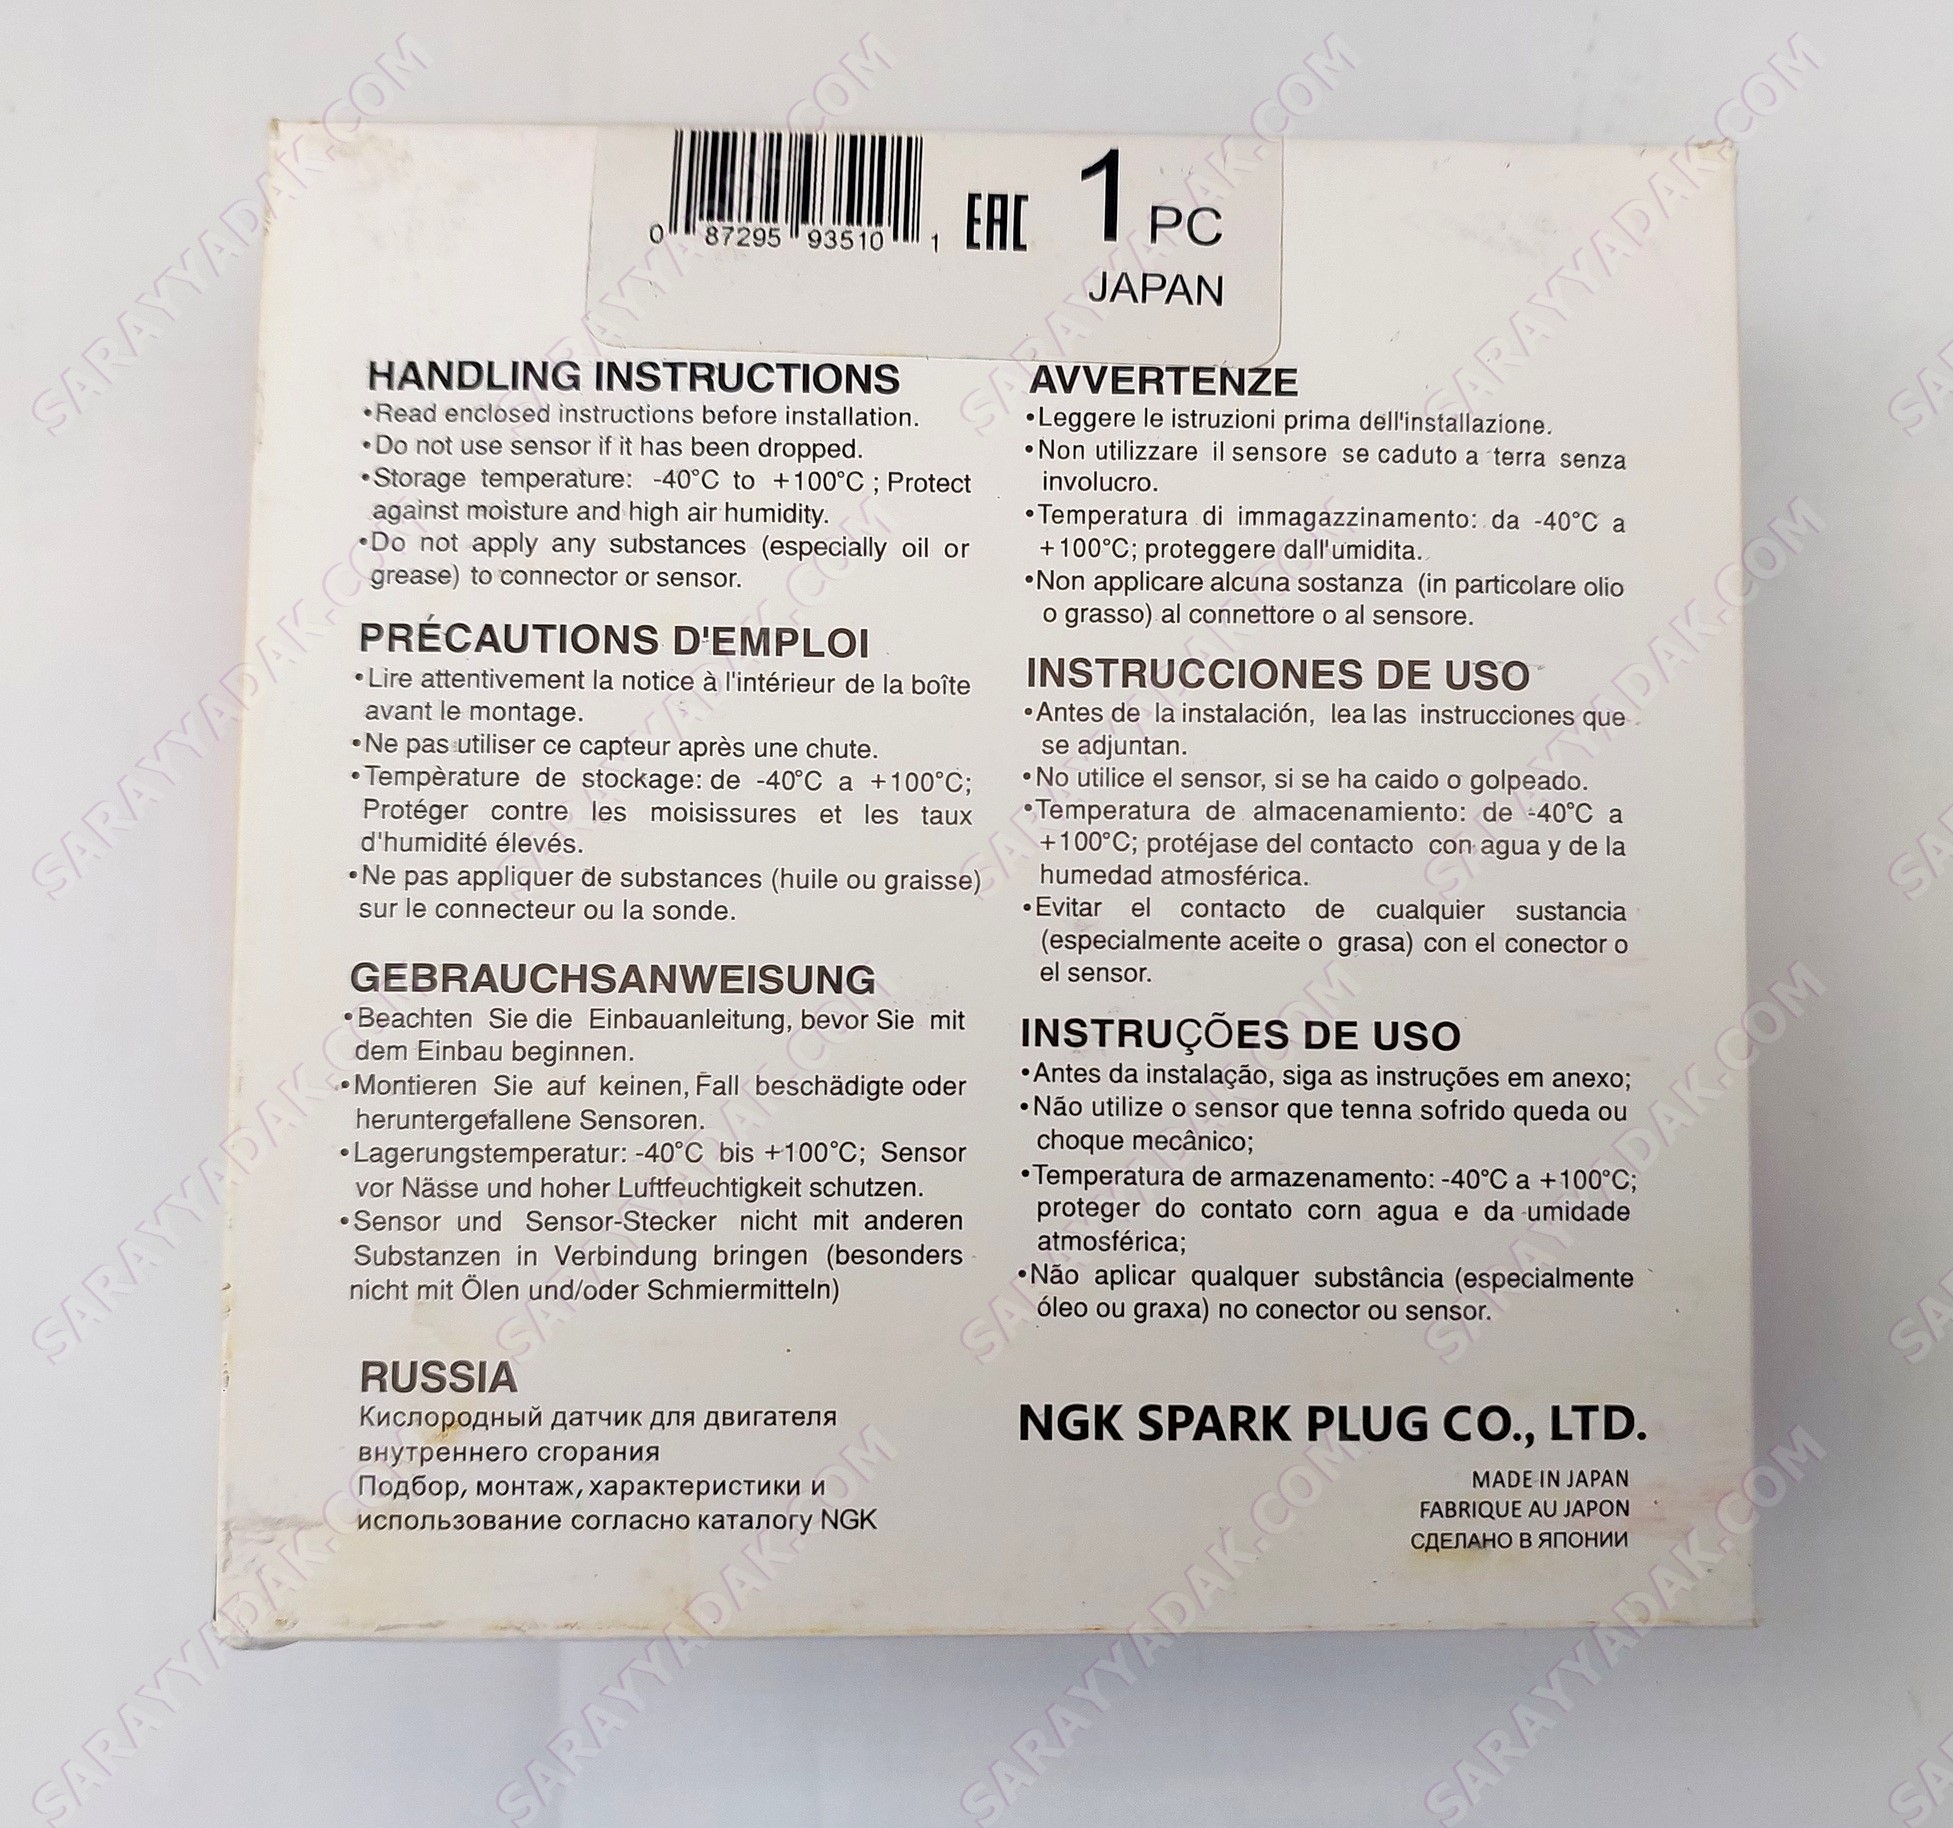 0 87295 93510 1
EAC
1 PC
JAPAN
HANDLING INSTRUCTIONS
•Read enclosed instructions before installation.
•Do not use sensor if it has been dropped.
•Storage temperature: -40°C to +100°C ; Protect
against moisture and high air humidity.
•Do not apply any substances (especially oil or
grease) to connector or sensor.
PRÉCAUTIONS D'EMPLOI
•Lire attentivement la notice à l'intérieur de la boîte
avant le montage.
•Ne pas utiliser ce capteur après une chute.
•Tempèrature de stockage: de -40°C a +100°C;
Protéger contre les moisissures et les taux
d'humidité élevés.
•Ne pas appliquer de substances (huile ou graisse)
sur le connecteur ou la sonde.
GEBRAUCHSANWEISUNG
•Beachten Sie die Einbauanleitung, bevor Sie mit
dem Einbau beginnen.
•Montieren Sie auf keinen, Fall beschädigte oder
heruntergefallene Sensoren.
•Lagerungstemperatur: -40°C bis +100°C; Sensor
vor Nässe und hoher Luftfeuchtigkeit schutzen.
•Sensor und Sensor-Stecker nicht mit anderen
Substanzen in Verbindung bringen (besonders
nicht mit Ölen und/oder Schmiermitteln)
RUSSIA
Кислородный датчик для двигателя
внутреннего сгорания
Подбор, монтаж, характеристики и
использование согласно каталогу NGK
AVVERTENZE
•Leggere le istruzioni prima dell'installazione.
•Non utilizzare il sensore se caduto a terra senza
involucro.
•Temperatura di immagazzinamento: da -40°C a
+100°C; proteggere dall'umidita.
•Non applicare alcuna sostanza (in particolare olio
o grasso) al connettore o al sensore.
INSTRUCCIONES DE USO
•Antes de la instalación, lea las instrucciones que
se adjuntan.
•No utilice el sensor, si se ha caido o golpeado.
•Temperatura de almacenamiento: de -40°C a
+100°C; protéjase del contacto con agua y de la
humedad atmosférica.
•Evitar el contacto de cualquier sustancia
(especialmente aceite o grasa) con el conector o
el sensor.
INSTRUÇÕES DE USO
•Antes da instalação, siga as instruções em anexo;
•Não utilize o sensor que tenna sofrido queda ou
choque mecânico;
•Temperatura de armazenamento: -40°C a +100°C;
proteger do contato corn agua e da umidade
atmosférica;
•Não aplicar qualquer substância (especialmente
óleo ou graxa) no conector ou sensor.
NGK SPARK PLUG CO., LTD.
MADE IN JAPAN
FABRIQUE AU JAPON
СДЕЛАНО В ЯПОНИИ
SARAYYADAK.COM